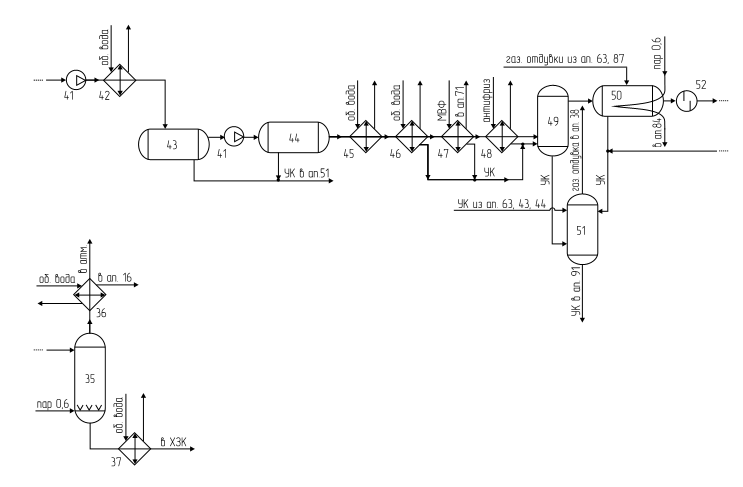 41
об. вода
42
43
41
44
УК в ап.51
об. вода
45
об. вода
46
МВФ
в ап.71
47
антифриз
48
УК
49
газ. отдувки из ап. 63, 87
50
пар 0,6
52
в ап.84
УК
газ. отдувка в ап. 38
УК
УК из ап. 63, 43, 44
51
УК в ап. 91
в атм.
об. вода
в ап. 16
36
35
пар 0,6
об. вода
37
в ХЗК